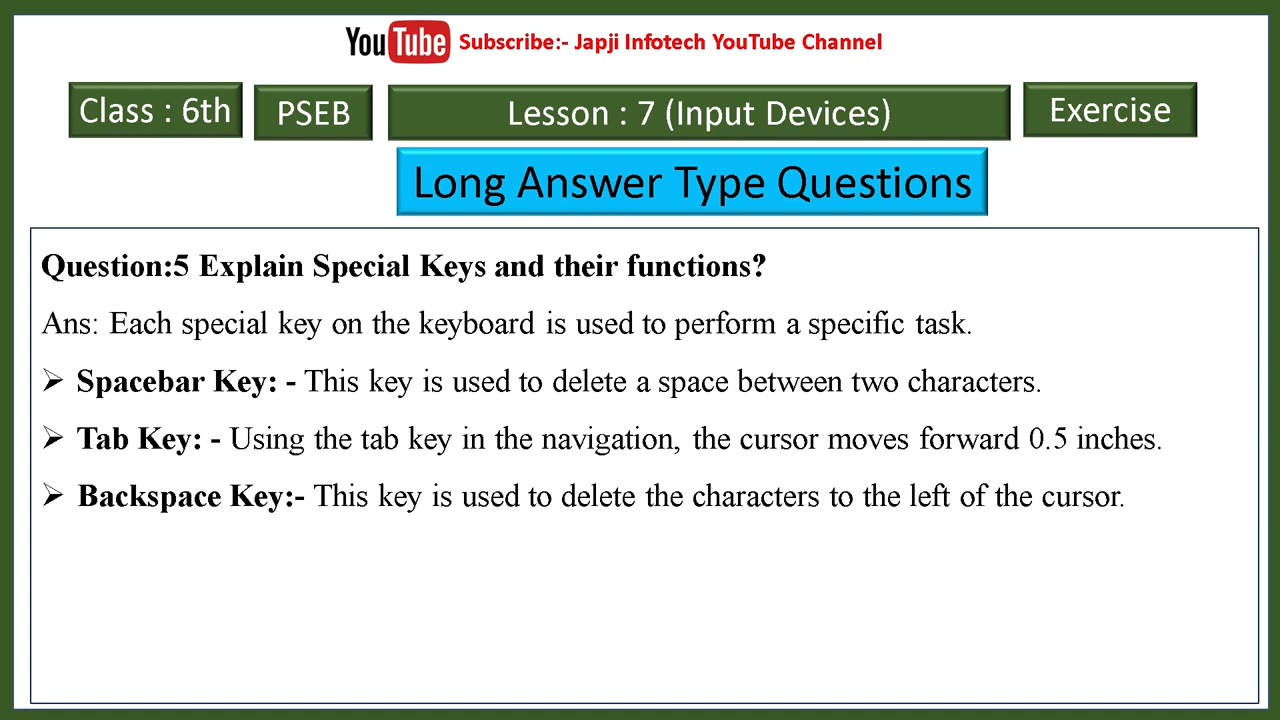 YouTube Subscribe:- Japji Infotech YouTube Channel
Class : 6th PSEB Lesson : 7 (Input Devices) Exercise
Long Answer Type Questions
Question:5 Explain Special Keys and their functions?
Ans: Each special key on the keyboard is used to perform a specific task.
➢ Spacebar Key: - This key is used to delete a space between two characters.
➢ Tab Key: - Using the tab key in the navigation, the cursor moves forward 0.5 inches.
➢ Backspace Key:- This key is used to delete the characters to the left of the cursor.